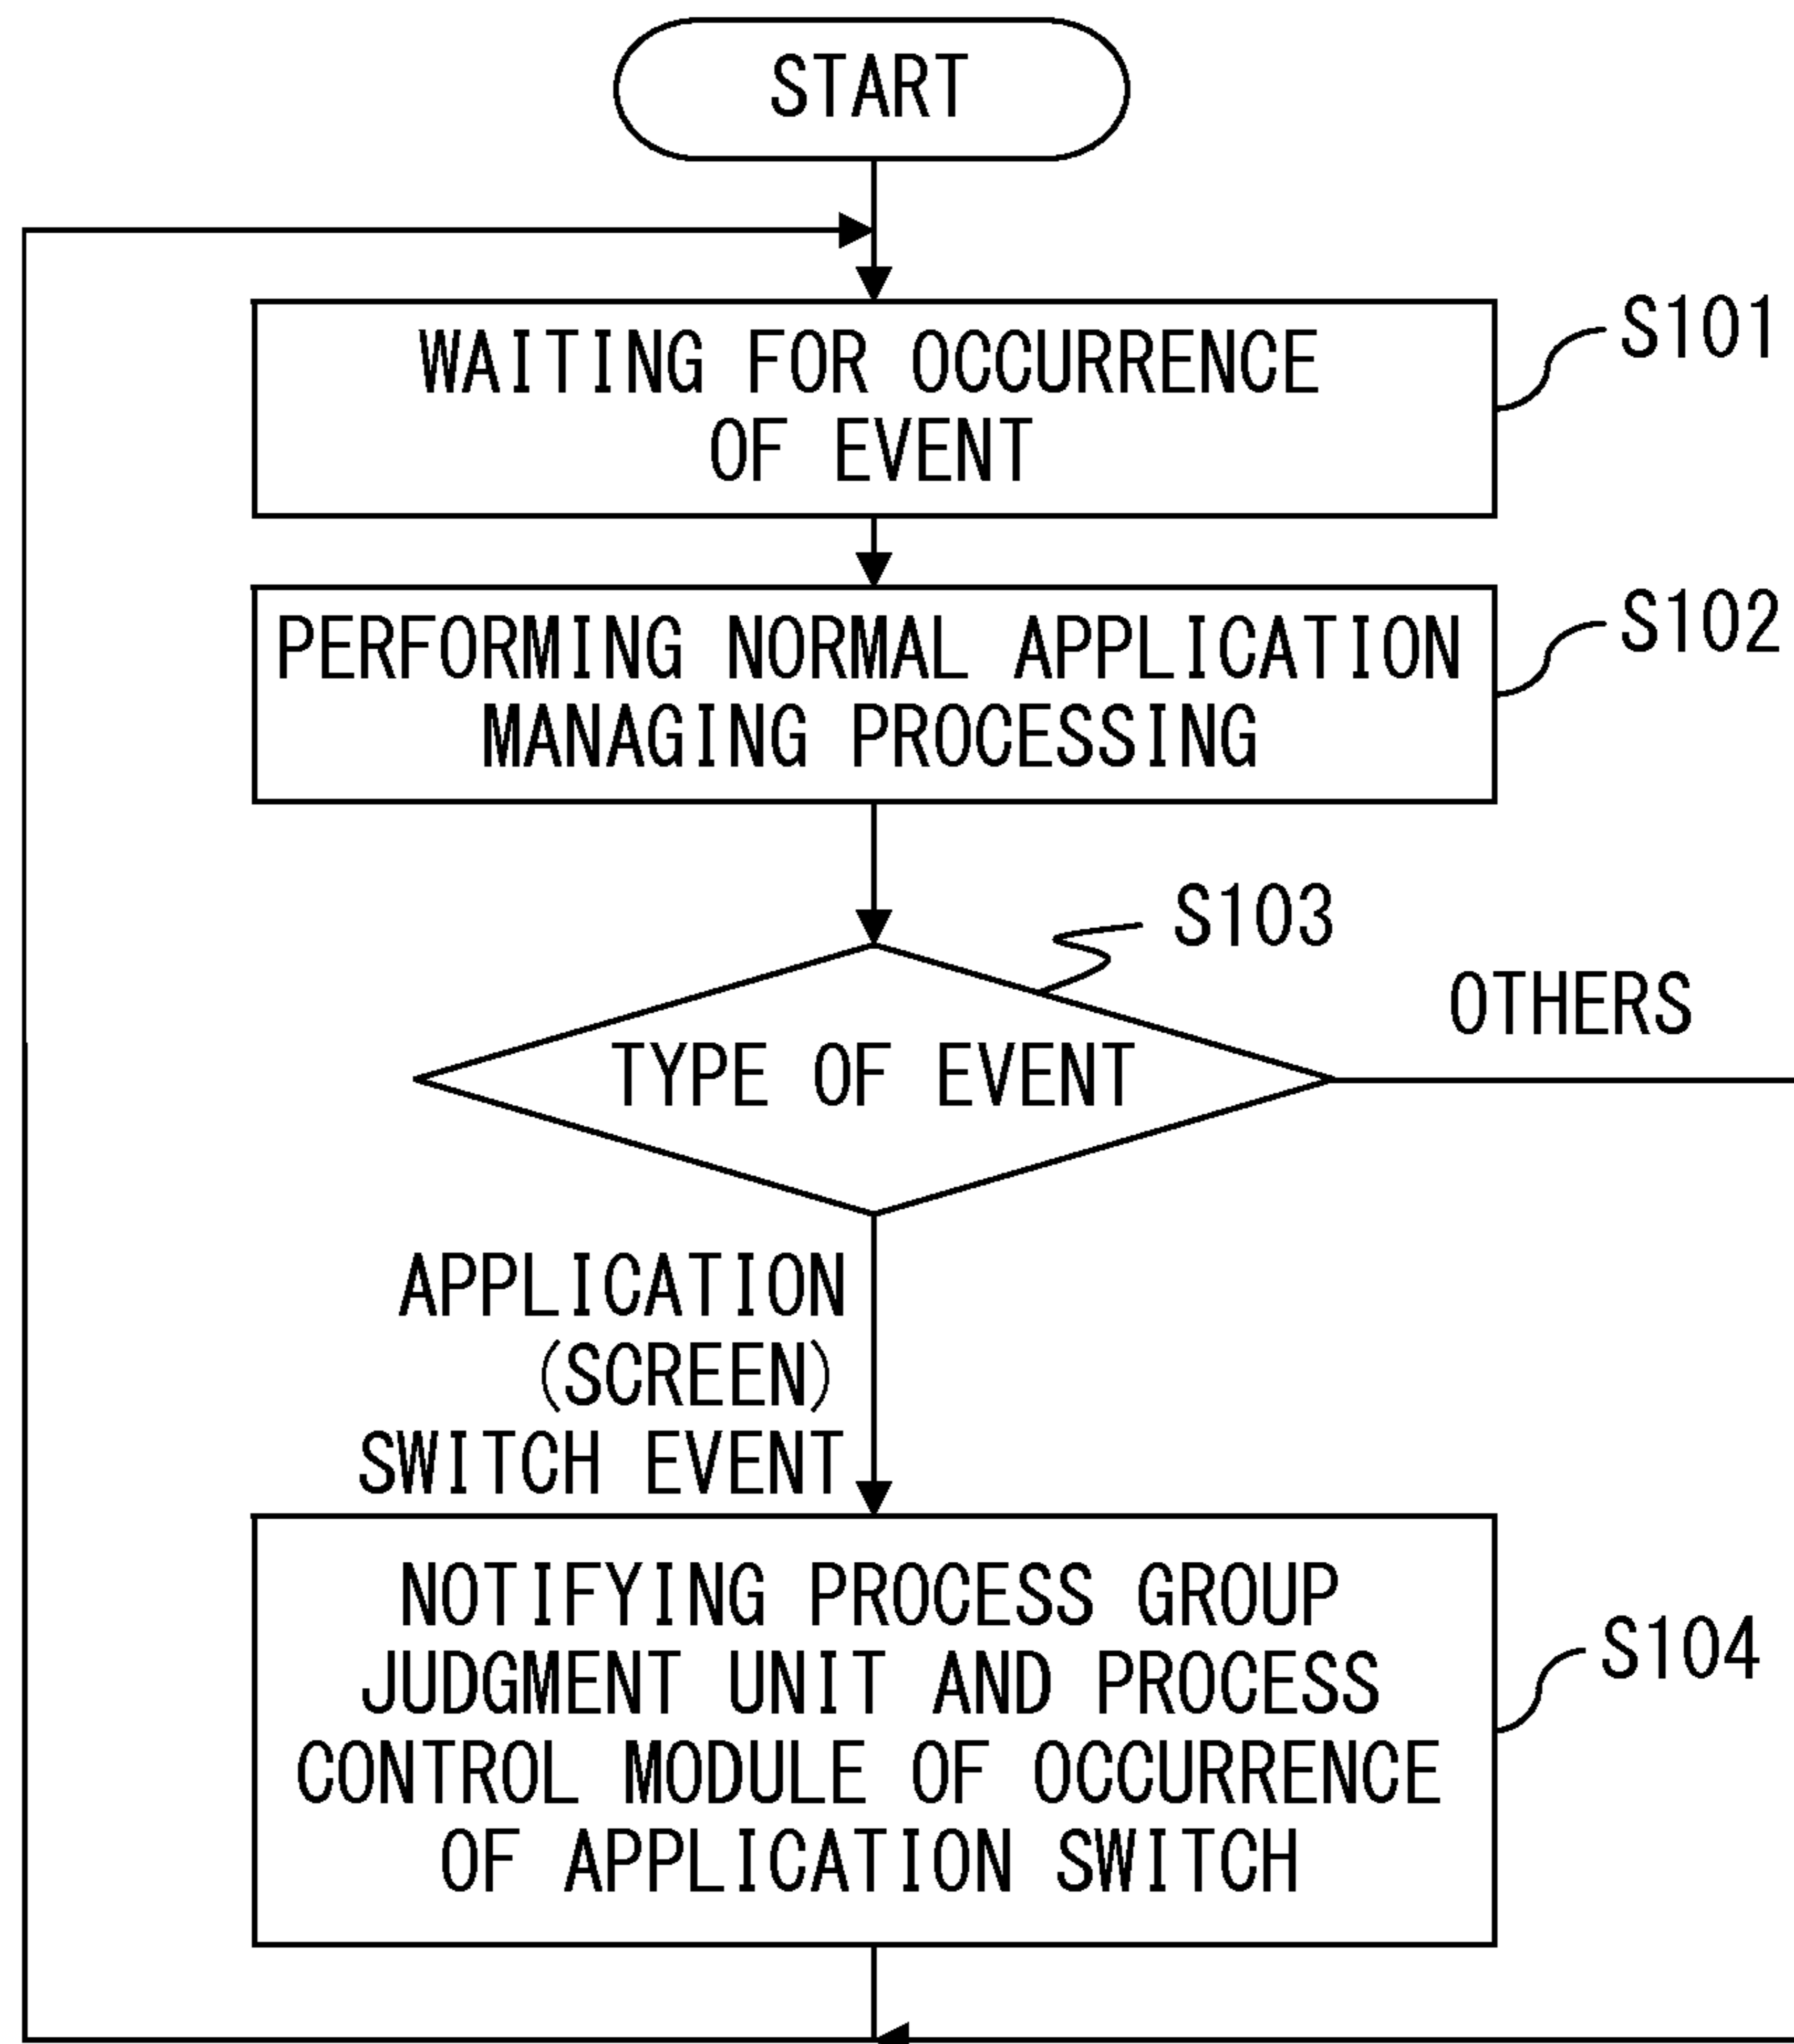 START
WAITING FOR OCCURRENCE
OF EVENT
S101
PERFORMING NORMAL APPLICATION
MANAGING PROCESSING
S102
S103
TYPE OF EVENT
OTHERS
APPLICATION
(SCREEN)
SWITCH EVENT
NOTIFYING PROCESS GROUP
JUDGMENT UNIT AND PROCESS
CONTROL MODULE OF OCCURRENCE
OF APPLICATION SWITCH
S104